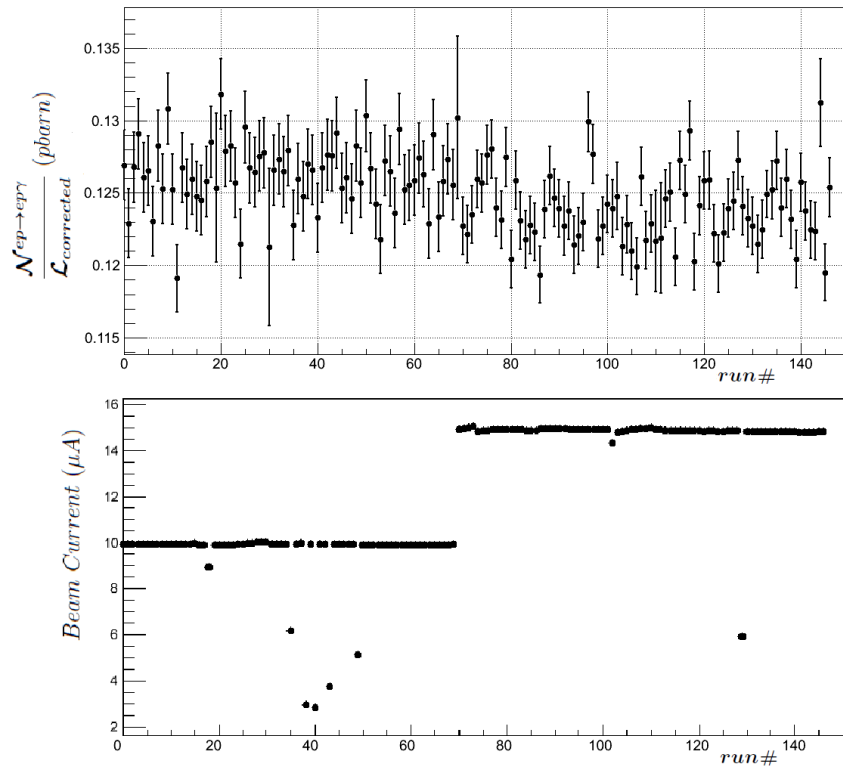 𝒩^{ep→epγ} / ℒ_{corrected} (pbarn)
0.135
0.13
0.125
0.12
0.115
0 20 40 60 80 100 120 140
run#
Beam Current (μA)
16
14
12
10
8
6
4
2
0 20 40 60 80 100 120 140
run#